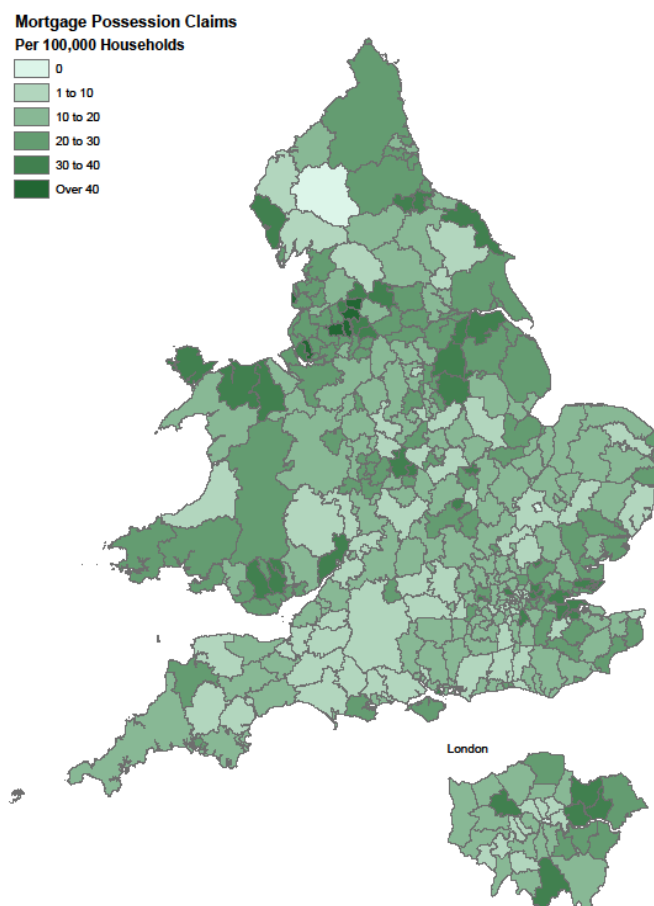 Mortgage Possession Claims
Per 100,000 Households
0
1 to 10
10 to 20
20 to 30
30 to 40
Over 40
London